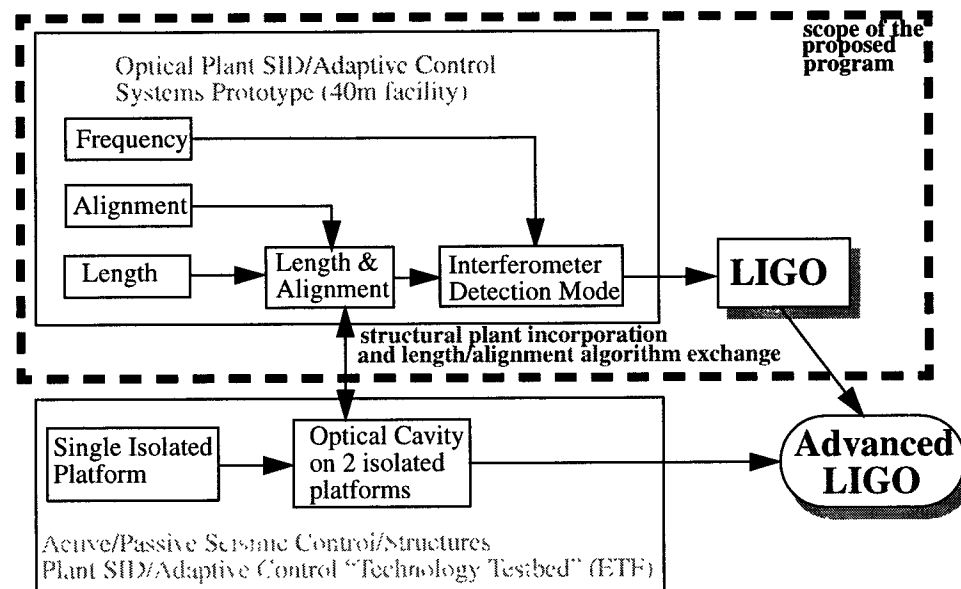 scope of the
proposed
program
Optical Plant SID/Adaptive Control
Systems Prototype (40m facility)
Frequency
Alignment
Length
Length &
Alignment
Interferometer
Detection Mode
LIGO
structural plant incorporation
and length/alignment algorithm exchange
Single Isolated
Platform
Optical Cavity
on 2 isolated
platforms
Advanced
LIGO
Active/Passive Seismic Control/Structures
Plant SID/Adaptive Control “Technology Testbed” (ETF)